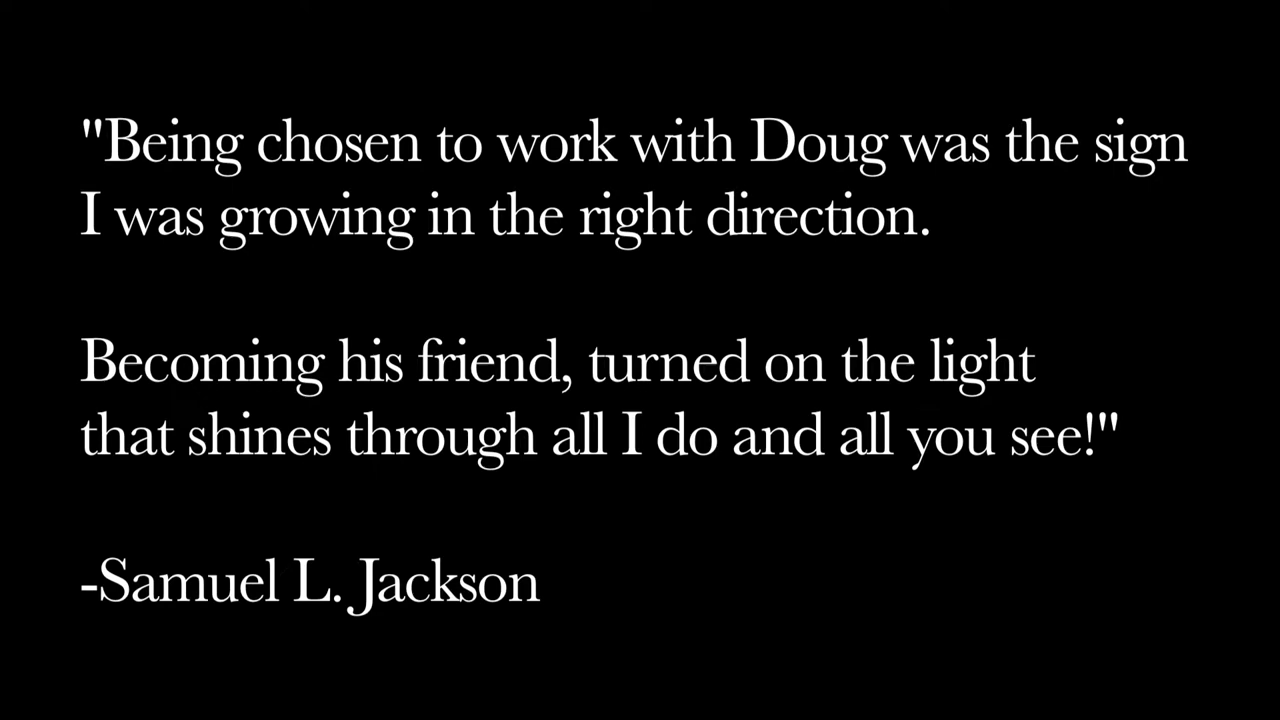 "Being chosen to work with Doug was the sign
I was growing in the right direction.
Becoming his friend, turned on the light
that shines through all I do and all you see!"
-Samuel L. Jackson